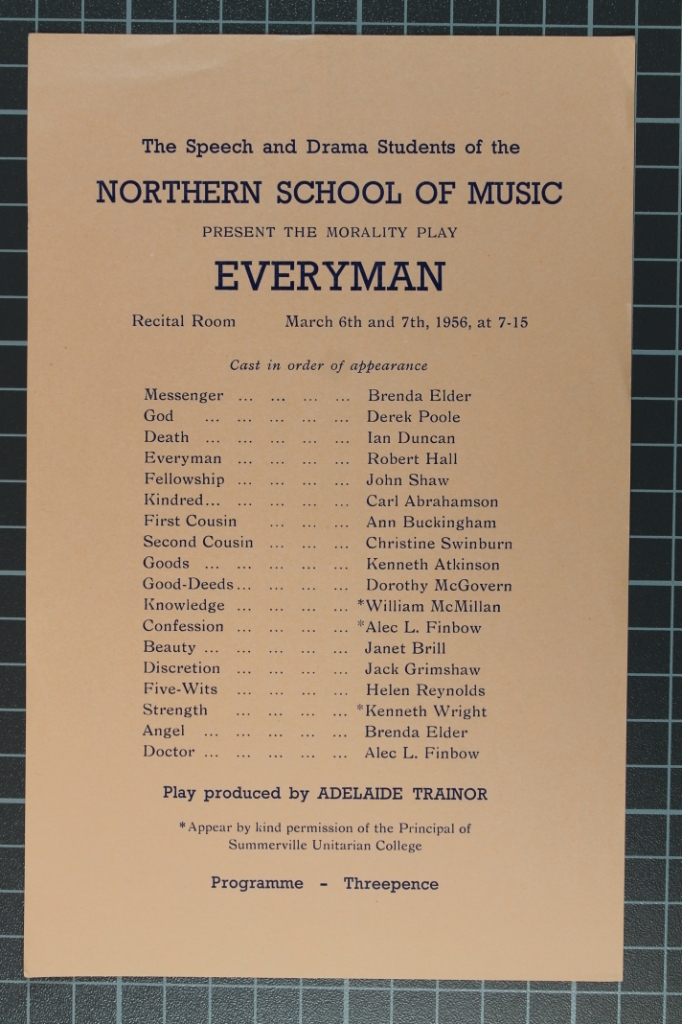 The Speech and Drama Students of the
NORTHERN SCHOOL OF MUSIC
PRESENT THE MORALITY PLAY
EVERYMAN
Recital Room March 6th and 7th, 1956, at 7-15
Cast in order of appearance
Messenger ... ... ... ... Brenda Elder
God ... ... ... ... ... Derek Poole
Death ... ... ... ... ... Ian Duncan
Everyman ... ... ... ... Robert Hall
Fellowship ... ... ... ... John Shaw
Kindred... ... ... ... ... Carl Abrahamson
First Cousin ... ... ... Ann Buckingham
Second Cousin ... ... ... Christine Swinburn
Goods ... ... ... ... ... Kenneth Atkinson
Good-Deeds... ... ... ... Dorothy McGovern
Knowledge ... ... ... ... *William McMillan
Confession ... ... ... ... *Alec L. Finbow
Beauty ... ... ... ... ... Janet Brill
Discretion ... ... ... ... Jack Grimshaw
Five-Wits ... ... ... ... Helen Reynolds
Strength ... ... ... ... *Kenneth Wright
Angel ... ... ... ... ... Brenda Elder
Doctor ... ... ... ... ... Alec L. Finbow
Play produced by ADELAIDE TRAINOR
*Appear by kind permission of the Principal of
Summerville Unitarian College
Programme - Threepence